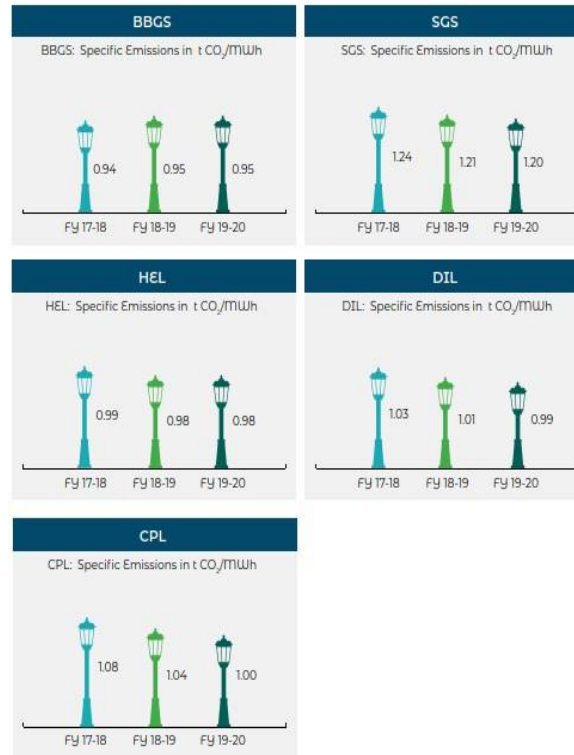 BBGS
BBGS: Specific Emissions in t CO₂/MWh
0.94
0.95
0.95
FY 17-18
FY 18-19
FY 19-20
SGS
SGS: Specific Emissions in t CO₂/MWh
1.24
1.21
1.20
FY 17-18
FY 18-19
FY 19-20
HEL
HEL: Specific Emissions in t CO₂/MWh
0.99
0.98
0.98
FY 17-18
FY 18-19
FY 19-20
DIL
DIL: Specific Emissions in t CO₂/MWh
1.03
1.01
0.99
FY 17-18
FY 18-19
FY 19-20
CPL
CPL: Specific Emissions in t CO₂/MWh
1.08
1.04
1.00
FY 17-18
FY 18-19
FY 19-20